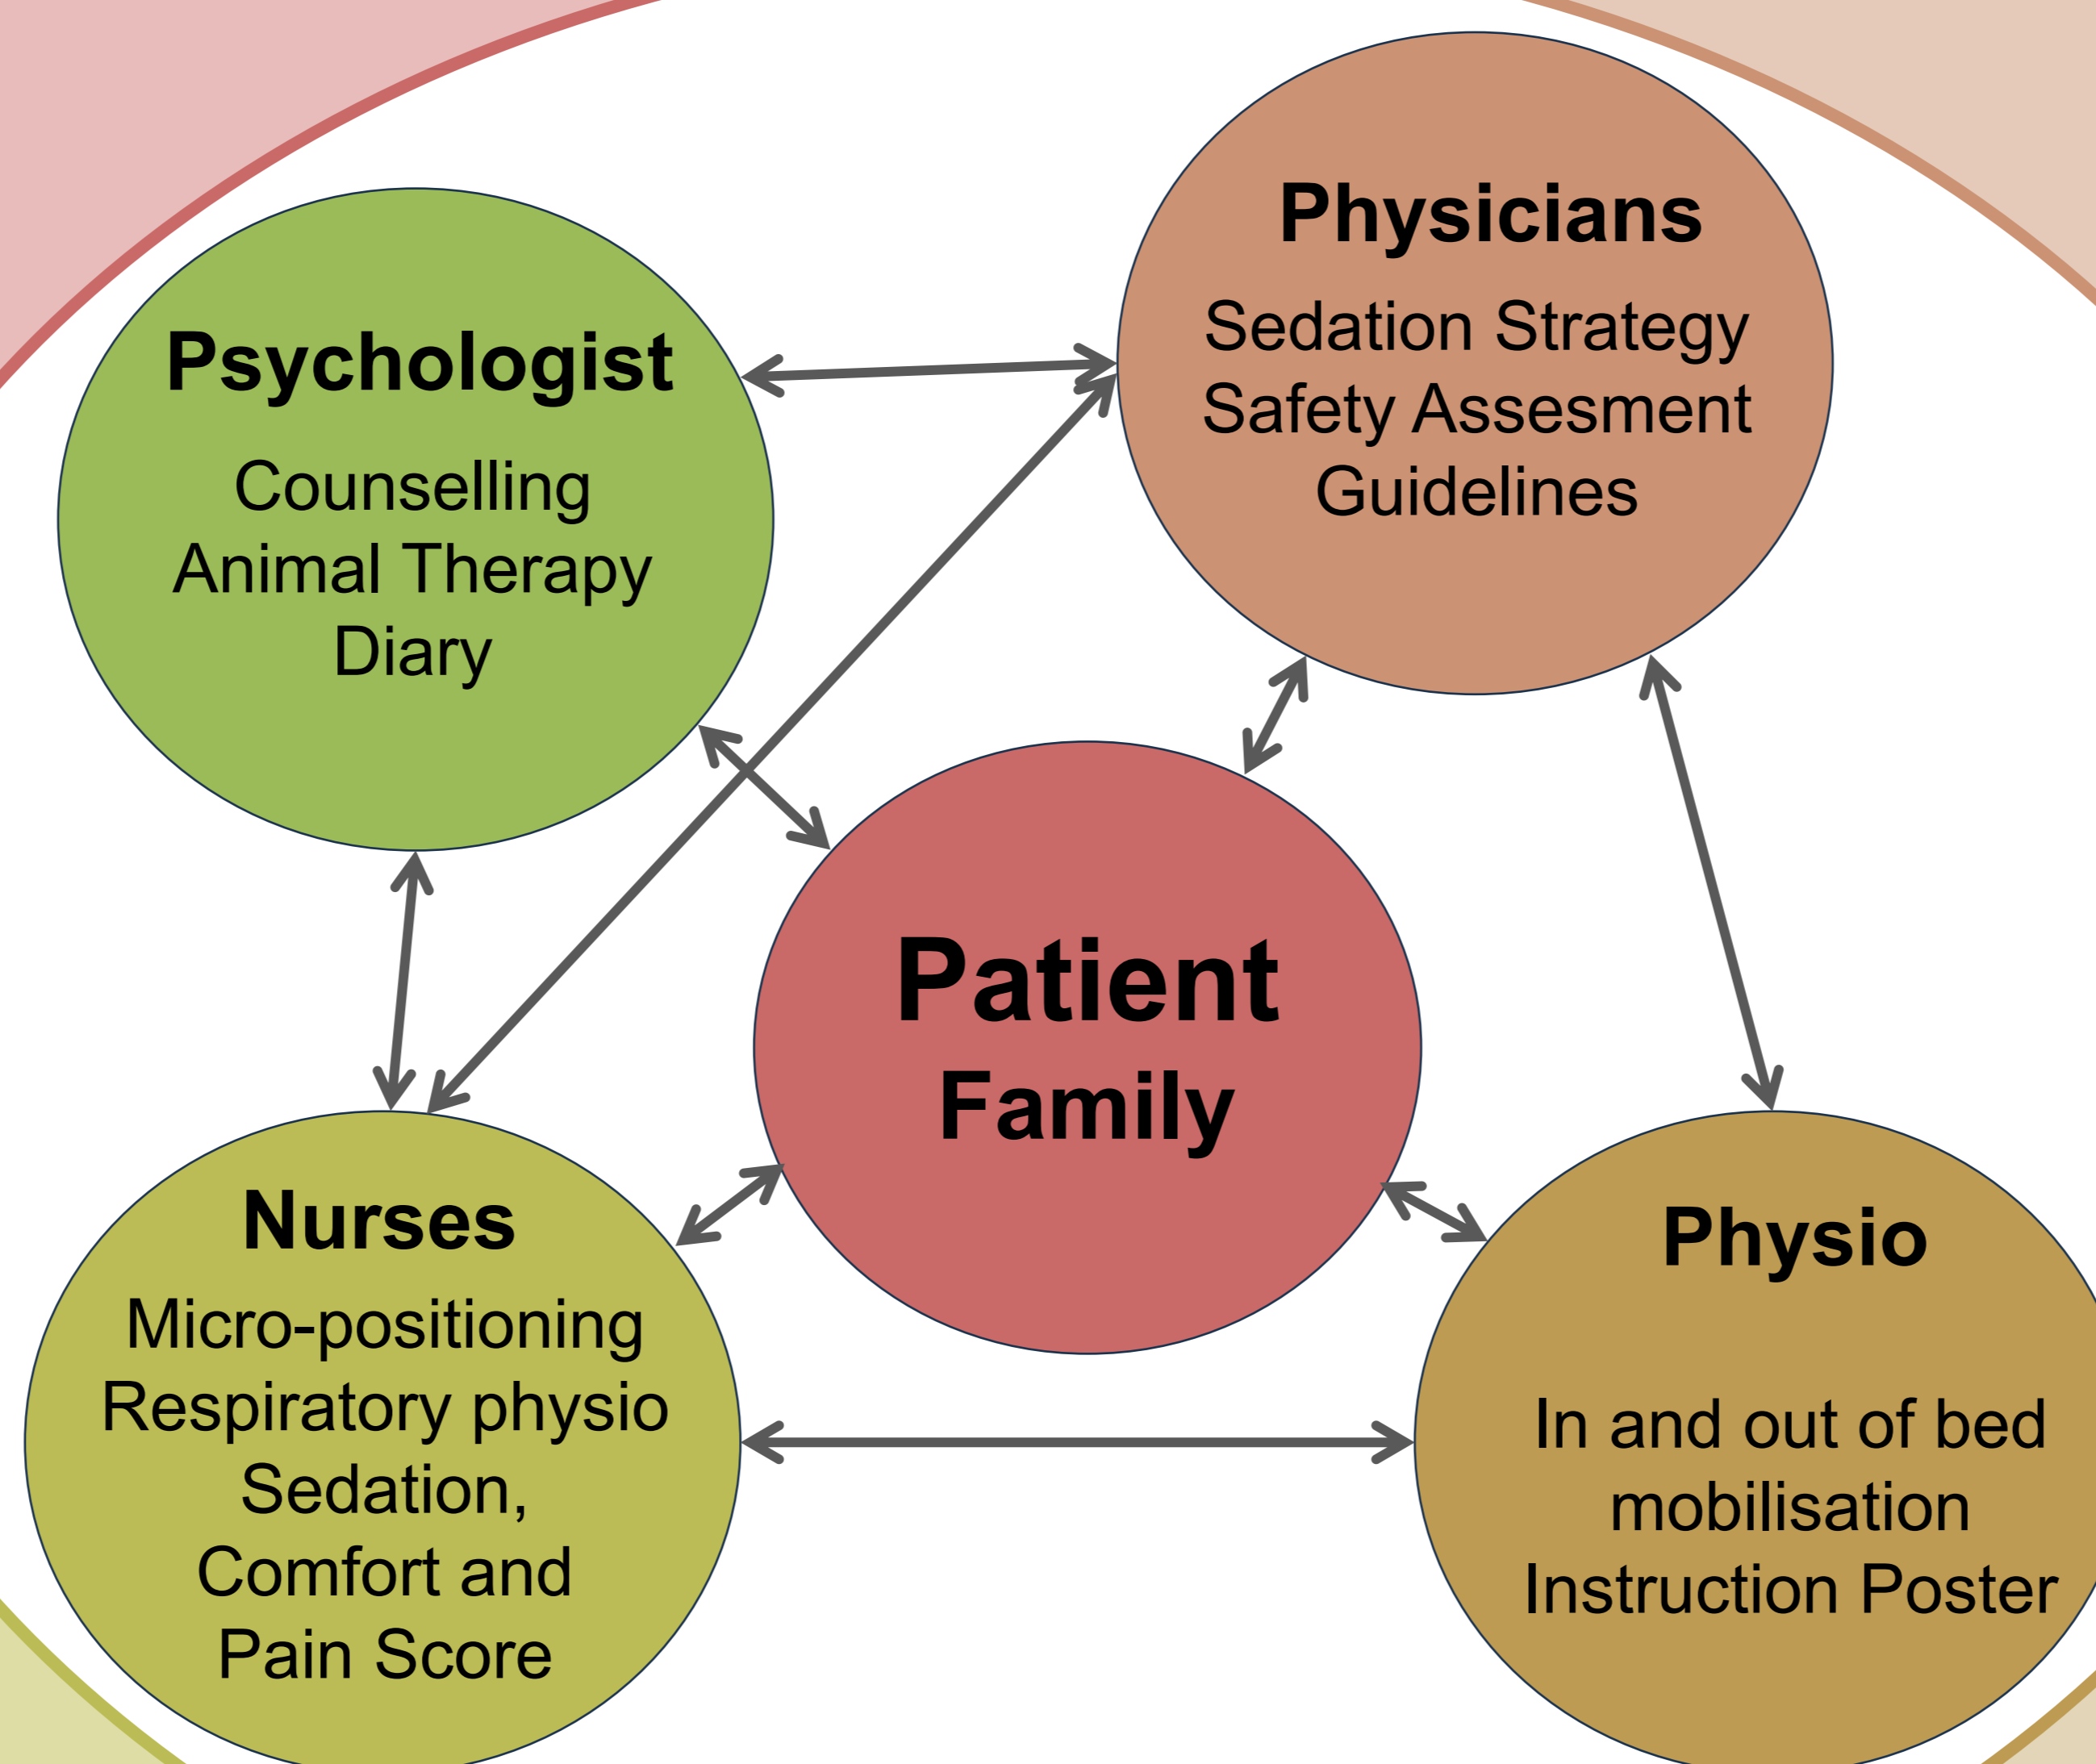 Psychologist
Counselling
Animal Therapy
Diary
Physicians
Sedation Strategy
Safety Assesment
Guidelines
Patient
Family
Nurses
Micro-positioning
Respiratory physio
Sedation,
Comfort and
Pain Score
Physio
In and out of bed
mobilisation
Instruction Poster